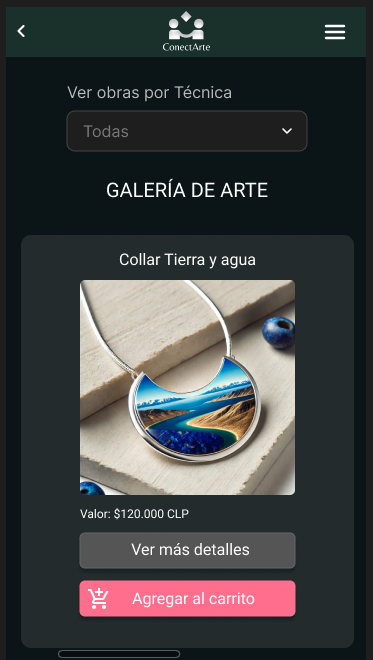 ConectArte
Ver obras por Técnica
Todas
GALERÍA DE ARTE
Collar Tierra y agua
Valor: $120.000 CLP
Ver más detalles
Agregar al carrito